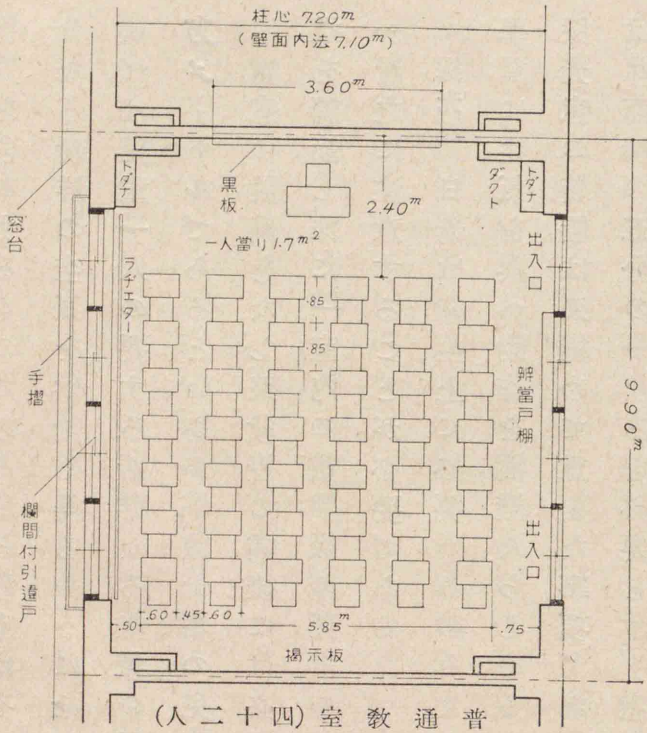 柱心 7.20m
(壁面内法7.10m)
3.60m
トダナ
黒板
ダクト
トダナ
2.40m
窓台
一人當り1.7m²
出入口
ラヂエター
.85
.85
手摺
辨當戸棚
9.90m
欄間付引違戸
出入口
.60 .45 .60
5.85m
.50
.75
掲示板
(人二十四)室教通普